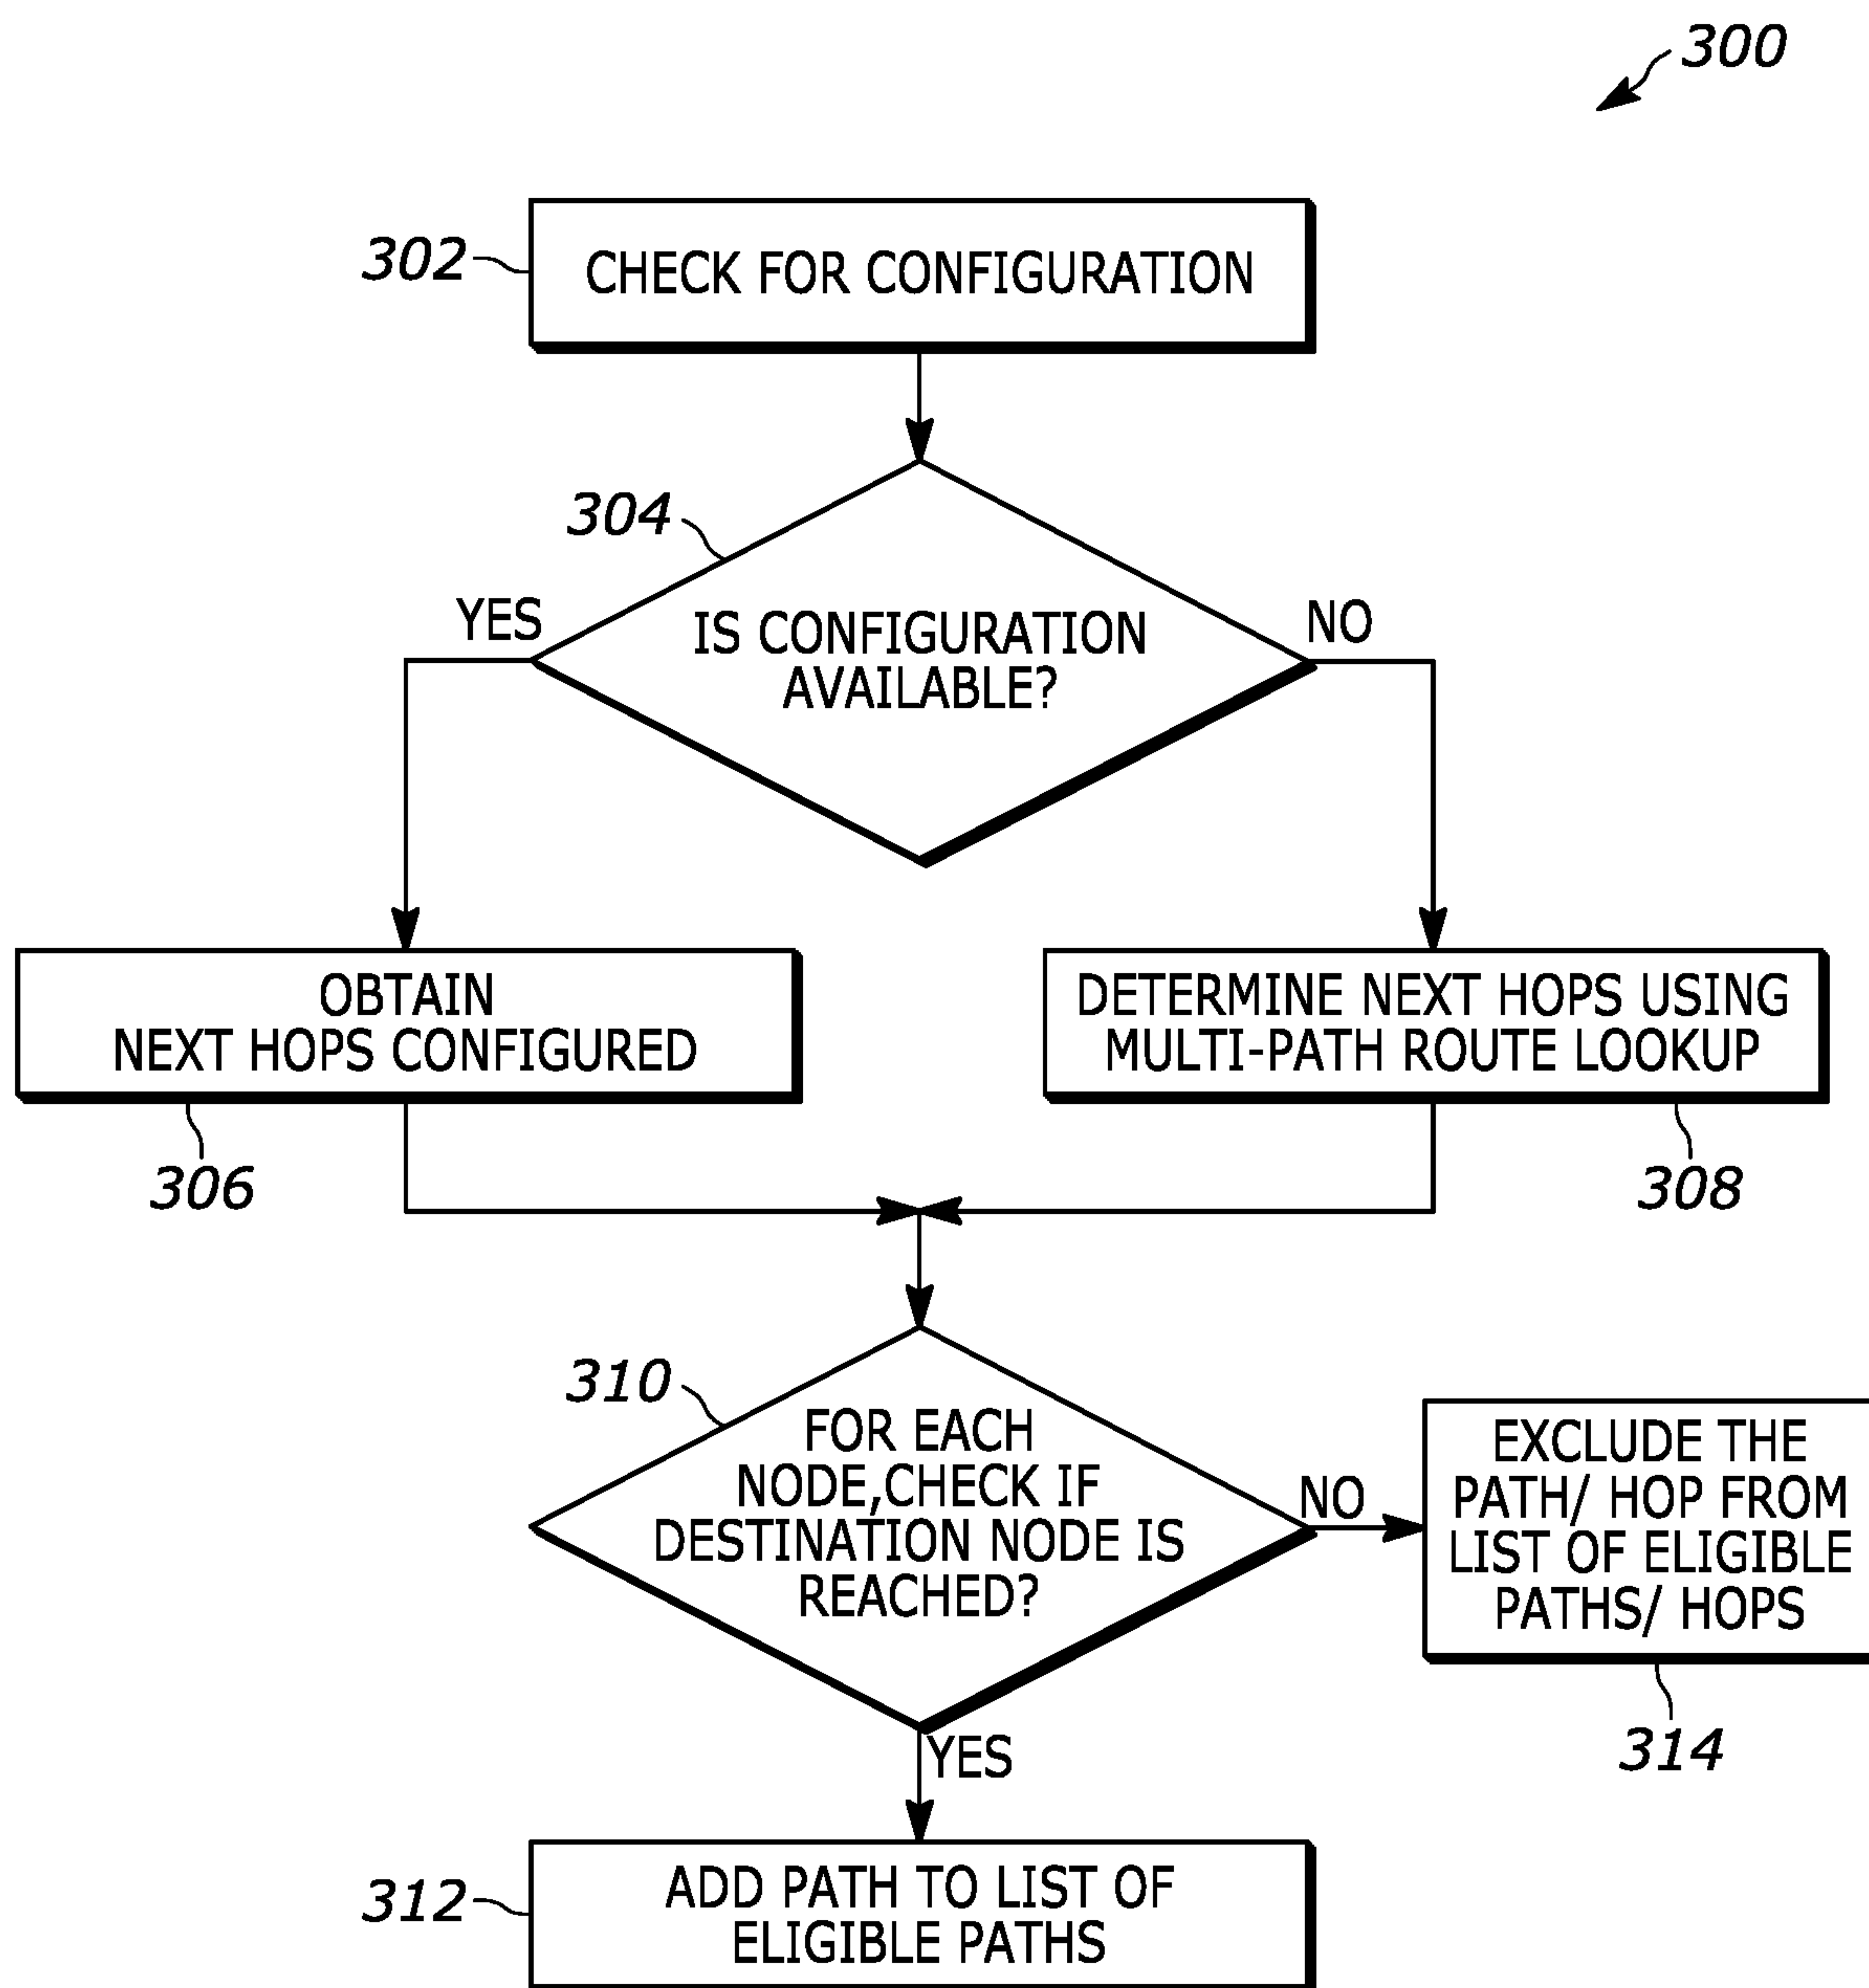 300
302
CHECK FOR CONFIGURATION
304
YES
IS CONFIGURATION
AVAILABLE?
NO
OBTAIN
NEXT HOPS CONFIGURED
306
DETERMINE NEXT HOPS USING
MULTI-PATH ROUTE LOOKUP
308
310
FOR EACH
NODE,CHECK IF
DESTINATION NODE IS
REACHED?
NO
EXCLUDE THE
PATH/ HOP FROM
LIST OF ELIGIBLE
PATHS/ HOPS
314
YES
312
ADD PATH TO LIST OF
ELIGIBLE PATHS